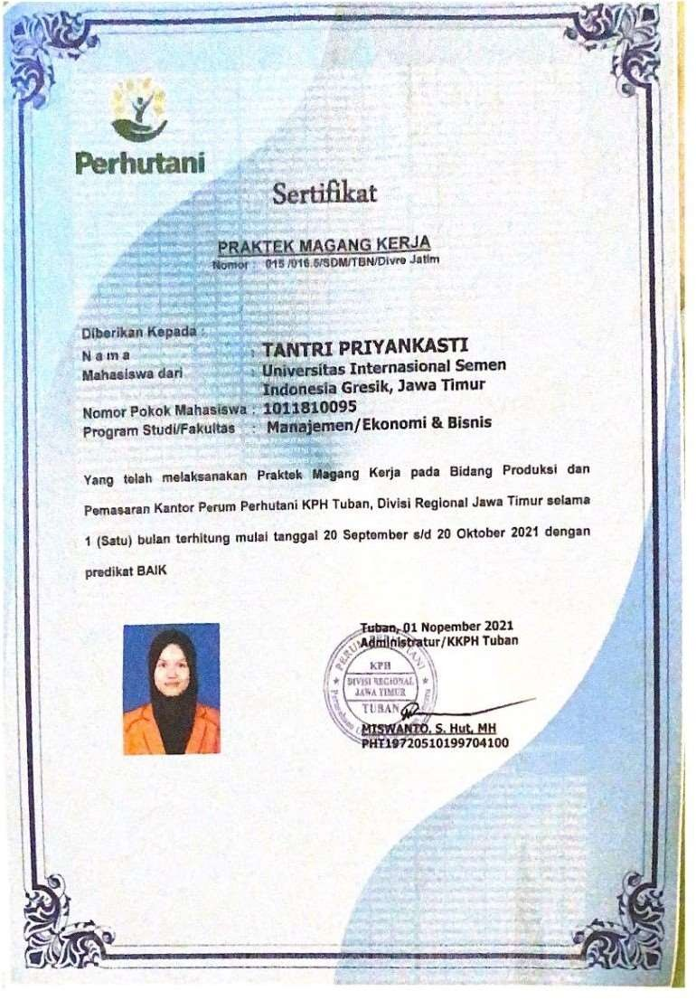 Perhutani
Sertifikat
PRAKTEK MAGANG KERJA
Nomor : 015 /016.5/SDM/TBN/Divre Jatim
Diberikan Kepada :
N a m a : TANTRI PRIYANKASTI
Mahasiswa dari : Universitas Internasional Semen
Indonesia Gresik, Jawa Timur
Nomor Pokok Mahasiswa : 1011810095
Program Studi/Fakultas : Manajemen/Ekonomi & Bisnis
Yang telah melaksanakan Praktek Magang Kerja pada Bidang Produksi dan
Pemasaran Kantor Perum Perhutani KPH Tuban, Divisi Regional Jawa Timur selama
1 (Satu) bulan terhitung mulai tanggal 20 September s/d 20 Oktober 2021 dengan
predikat BAIK
Tuban, 01 Nopember 2021
Administratur/KKPH Tuban
KPH
DIVISI REGIONAL
JAWA TIMUR
TUBAN
MISWANTO, S. Hut, MH
PHT19720510199704100